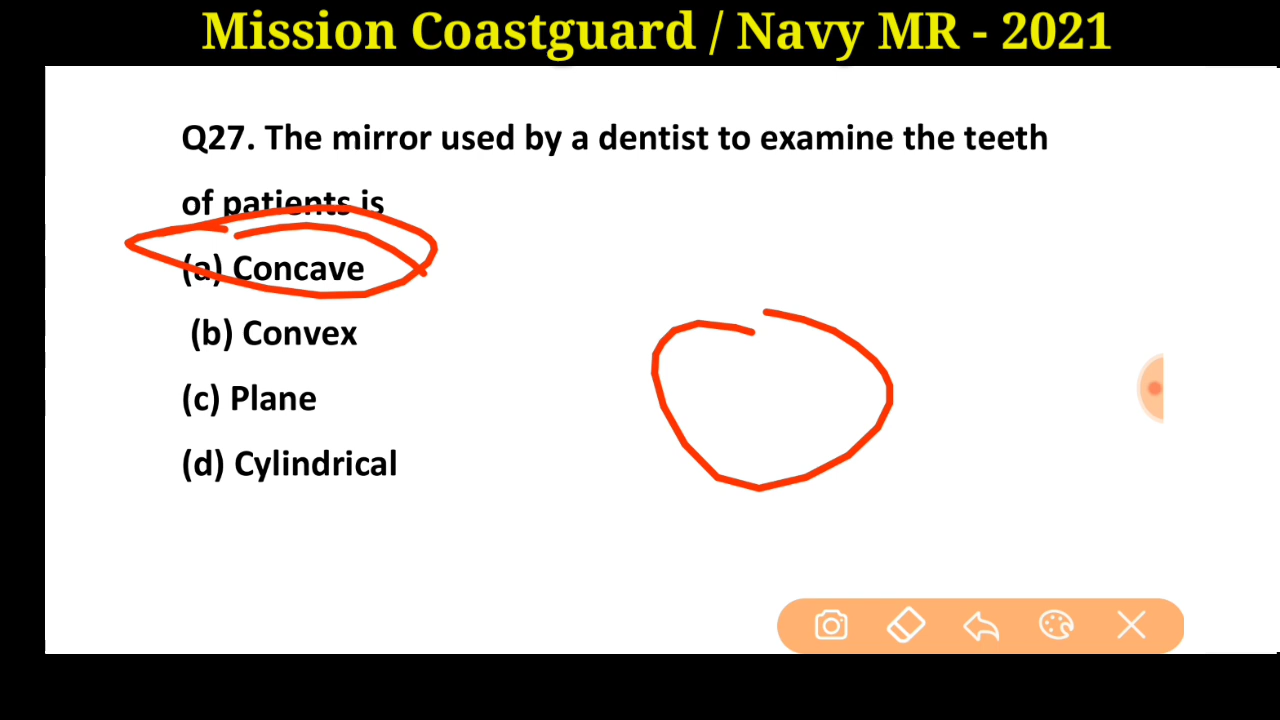 Mission Coastguard / Navy MR - 2021
Q27. The mirror used by a dentist to examine the teeth
of patients is
(a) Concave
(b) Convex
(c) Plane
(d) Cylindrical